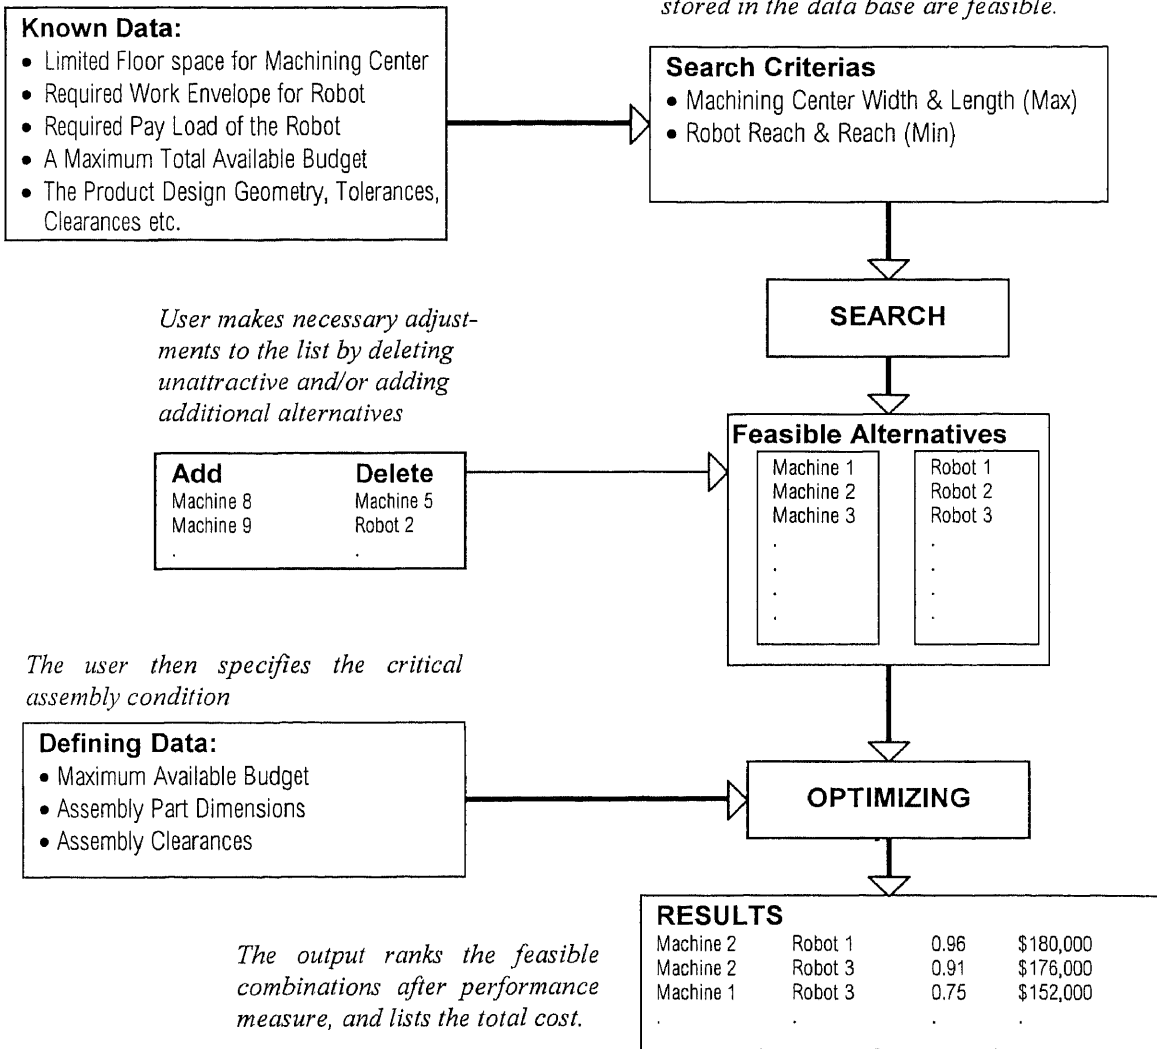 stored in the data base are feasible.
Known Data:
• Limited Floor space for Machining Center
• Required Work Envelope for Robot
• Required Pay Load of the Robot
• A Maximum Total Available Budget
• The Product Design Geometry, Tolerances,
Clearances etc.
Search Criterias
• Machining Center Width & Length (Max)
• Robot Reach & Reach (Min)
SEARCH
User makes necessary adjust-
ments to the list by deleting
unattractive and/or adding
additional alternatives
Add Delete
Machine 8 Machine 5
Machine 9 Robot 2
. .
Feasible Alternatives
Machine 1 Robot 1
Machine 2 Robot 2
Machine 3 Robot 3
. .
. .
. .
. .
The user then specifies the critical
assembly condition
Defining Data:
• Maximum Available Budget
• Assembly Part Dimensions
• Assembly Clearances
OPTIMIZING
The output ranks the feasible
combinations after performance
measure, and lists the total cost.
RESULTS
Machine 2 Robot 1 0.96 $180,000
Machine 2 Robot 3 0.91 $176,000
Machine 1 Robot 3 0.75 $152,000
. . . .